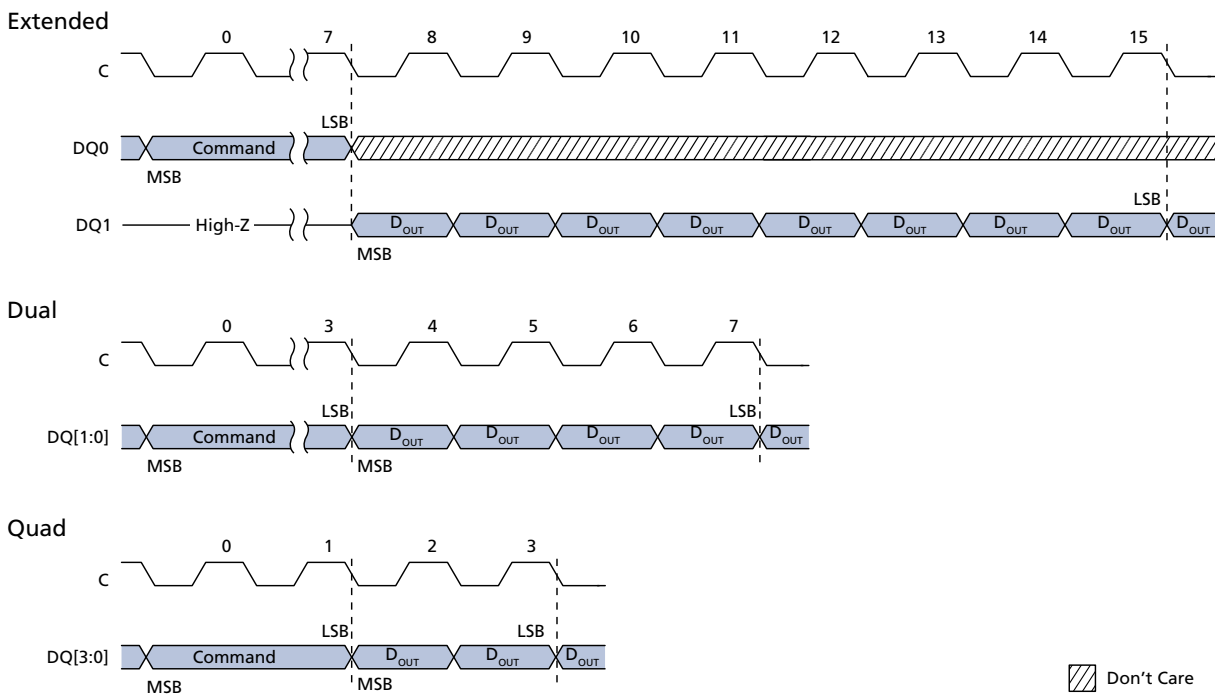 Extended
0 7 8 9 10 11 12 13 14 15
C
LSB
DQ0 Command
MSB
LSB
DQ1 High-Z DOUT DOUT DOUT DOUT DOUT DOUT DOUT DOUT DOUT
MSB
Dual
0 3 4 5 6 7
C
LSB LSB
DQ[1:0] Command DOUT DOUT DOUT DOUT DOUT
MSB MSB
Quad
0 1 2 3
C
LSB LSB
DQ[3:0] Command DOUT DOUT DOUT
MSB MSB
Don't Care